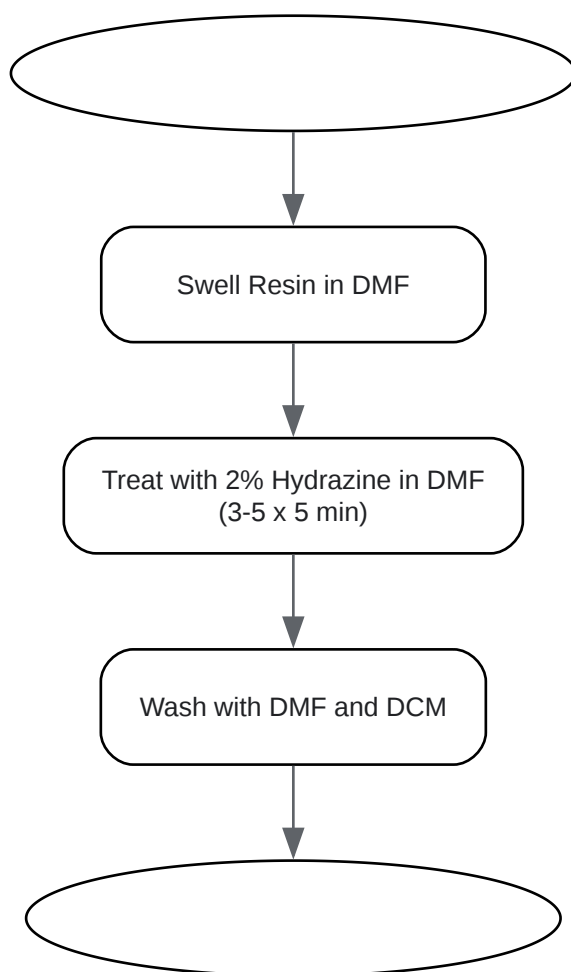 Swell Resin in DMF
Treat with 2% Hydrazine in DMF
(3-5 x 5 min)
Wash with DMF and DCM